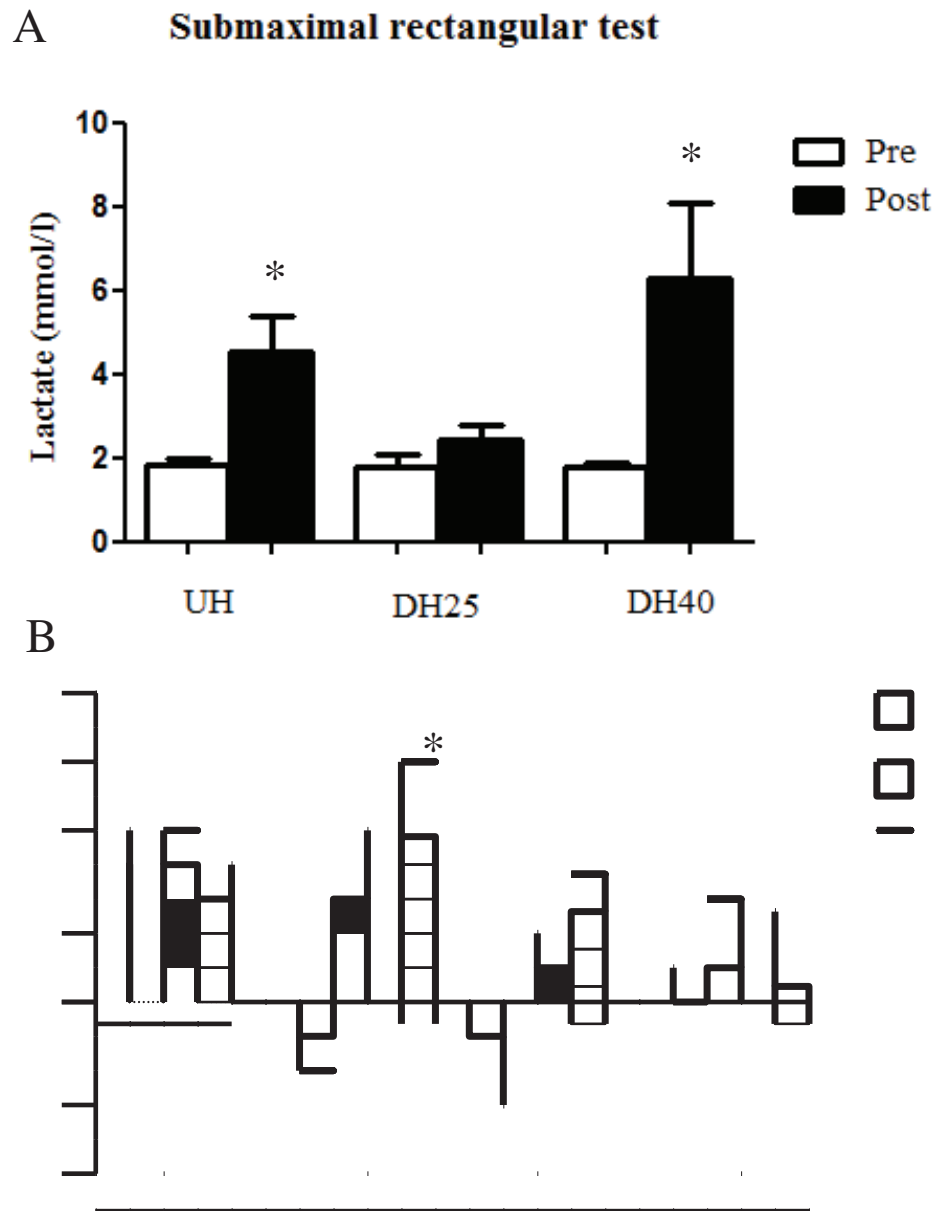 A
Submaximal rectangular test
10
8
6
4
2
0
Lactate (mmol/l)
*
*
Pre
Post
UH
DH25
DH40
B
*